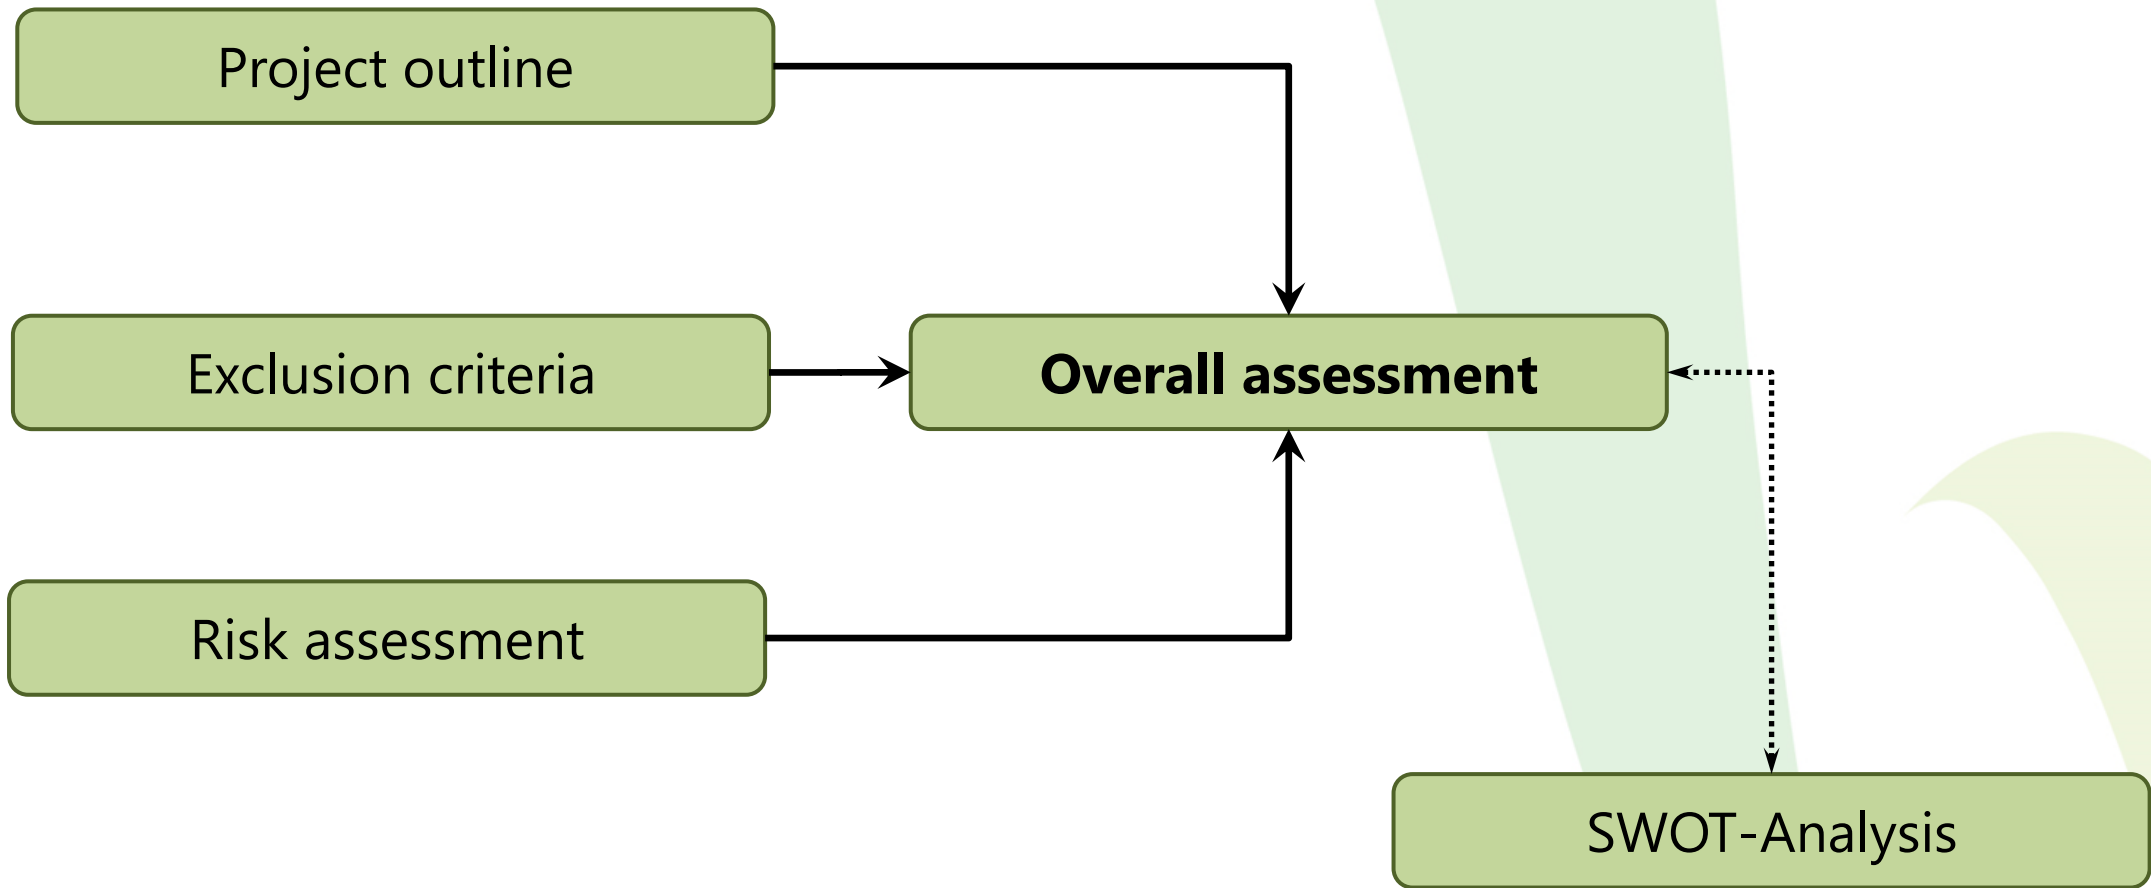 Project outline
Exclusion criteria
Overall assessment
Risk assessment
SWOT-Analysis